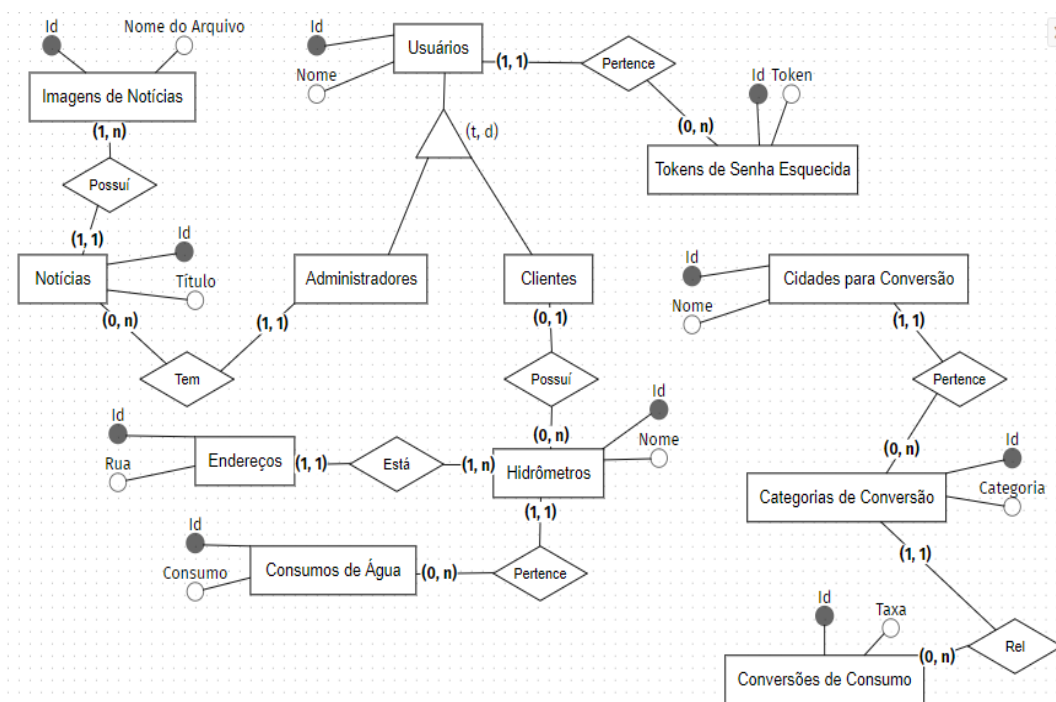 Id
Nome do Arquivo
Imagens de Notícias
(1, n)
Possuí
(1, 1)
Id
Título
Notícias
(0, n)
Tem
(1, 1)
Administradores
Id
Nome
Usuários
(1, 1)
Pertence
(0, n)
Id
Token
Tokens de Senha Esquecida
(t, d)
Clientes
(0, 1)
Possuí
(0, n)
Id
Nome
Hidrômetros
(1, n)
Está
(1, 1)
Endereços
Id
Rua
(1, 1)
Pertence
(0, n)
Consumos de Água
Id
Consumo
Id
Nome
Cidades para Conversão
(1, 1)
Pertence
(0, n)
Id
Categoria
Categorias de Conversão
(1, 1)
Rel
(0, n)
Id
Taxa
Conversões de Consumo